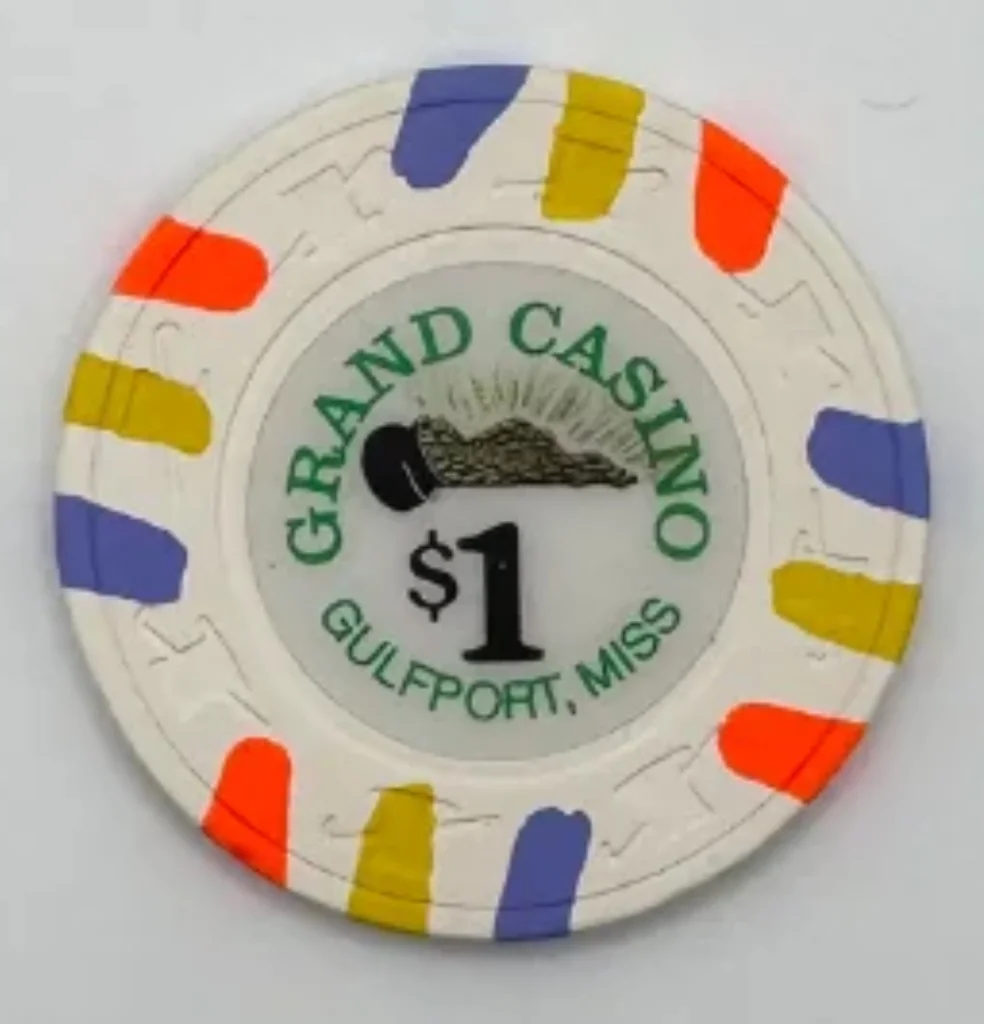 GRAND CASINO
$1
GULFPORT, MISS